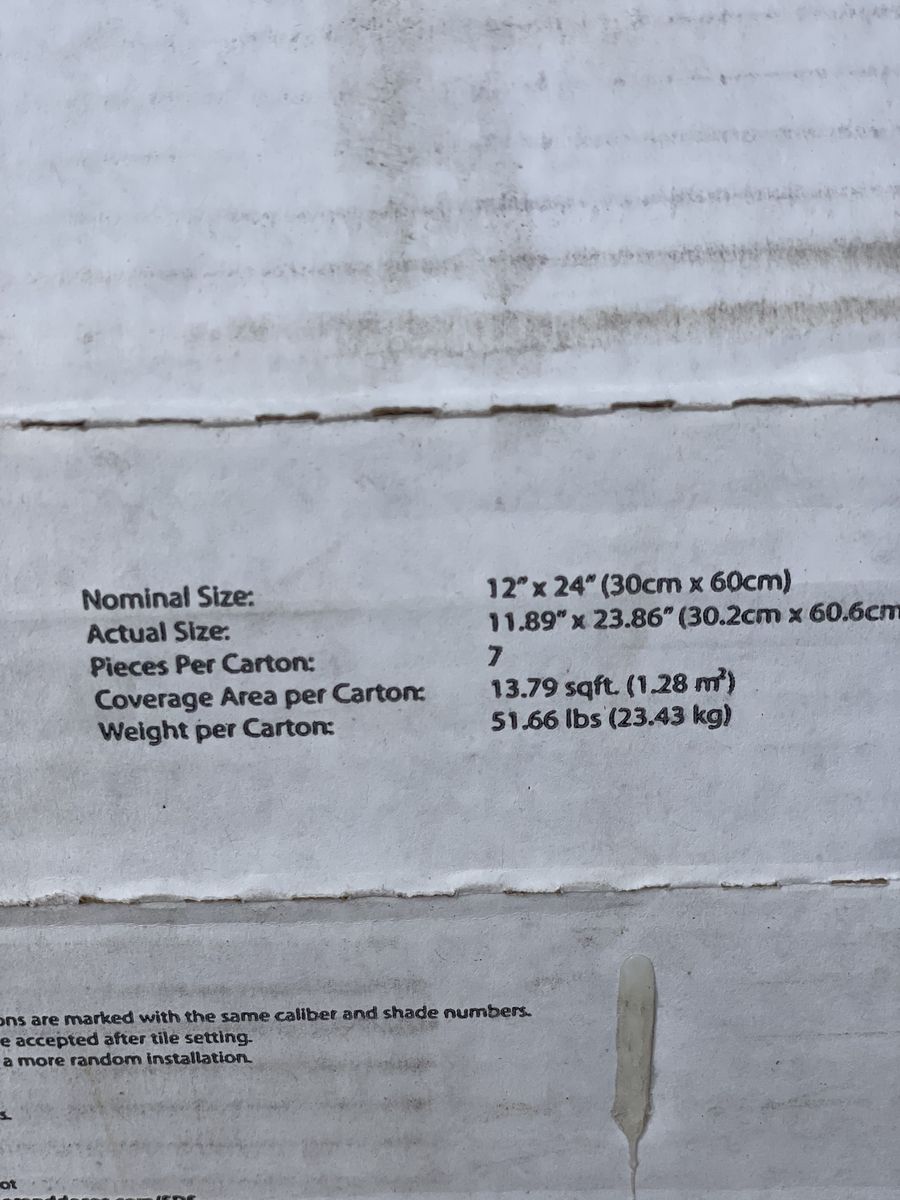 Nominal Size: 12" x 24" (30cm x 60cm)
Actual Size: 11.89" x 23.86" (30.2cm x 60.6cm
Pieces Per Carton: 7
Coverage Area per Carton: 13.79 sqft. (1.28 m²)
Weight per Carton: 51.66 lbs (23.43 kg)
ons are marked with the same caliber and shade numbers.
e accepted after tile setting.
a more random installation.
s.
ot